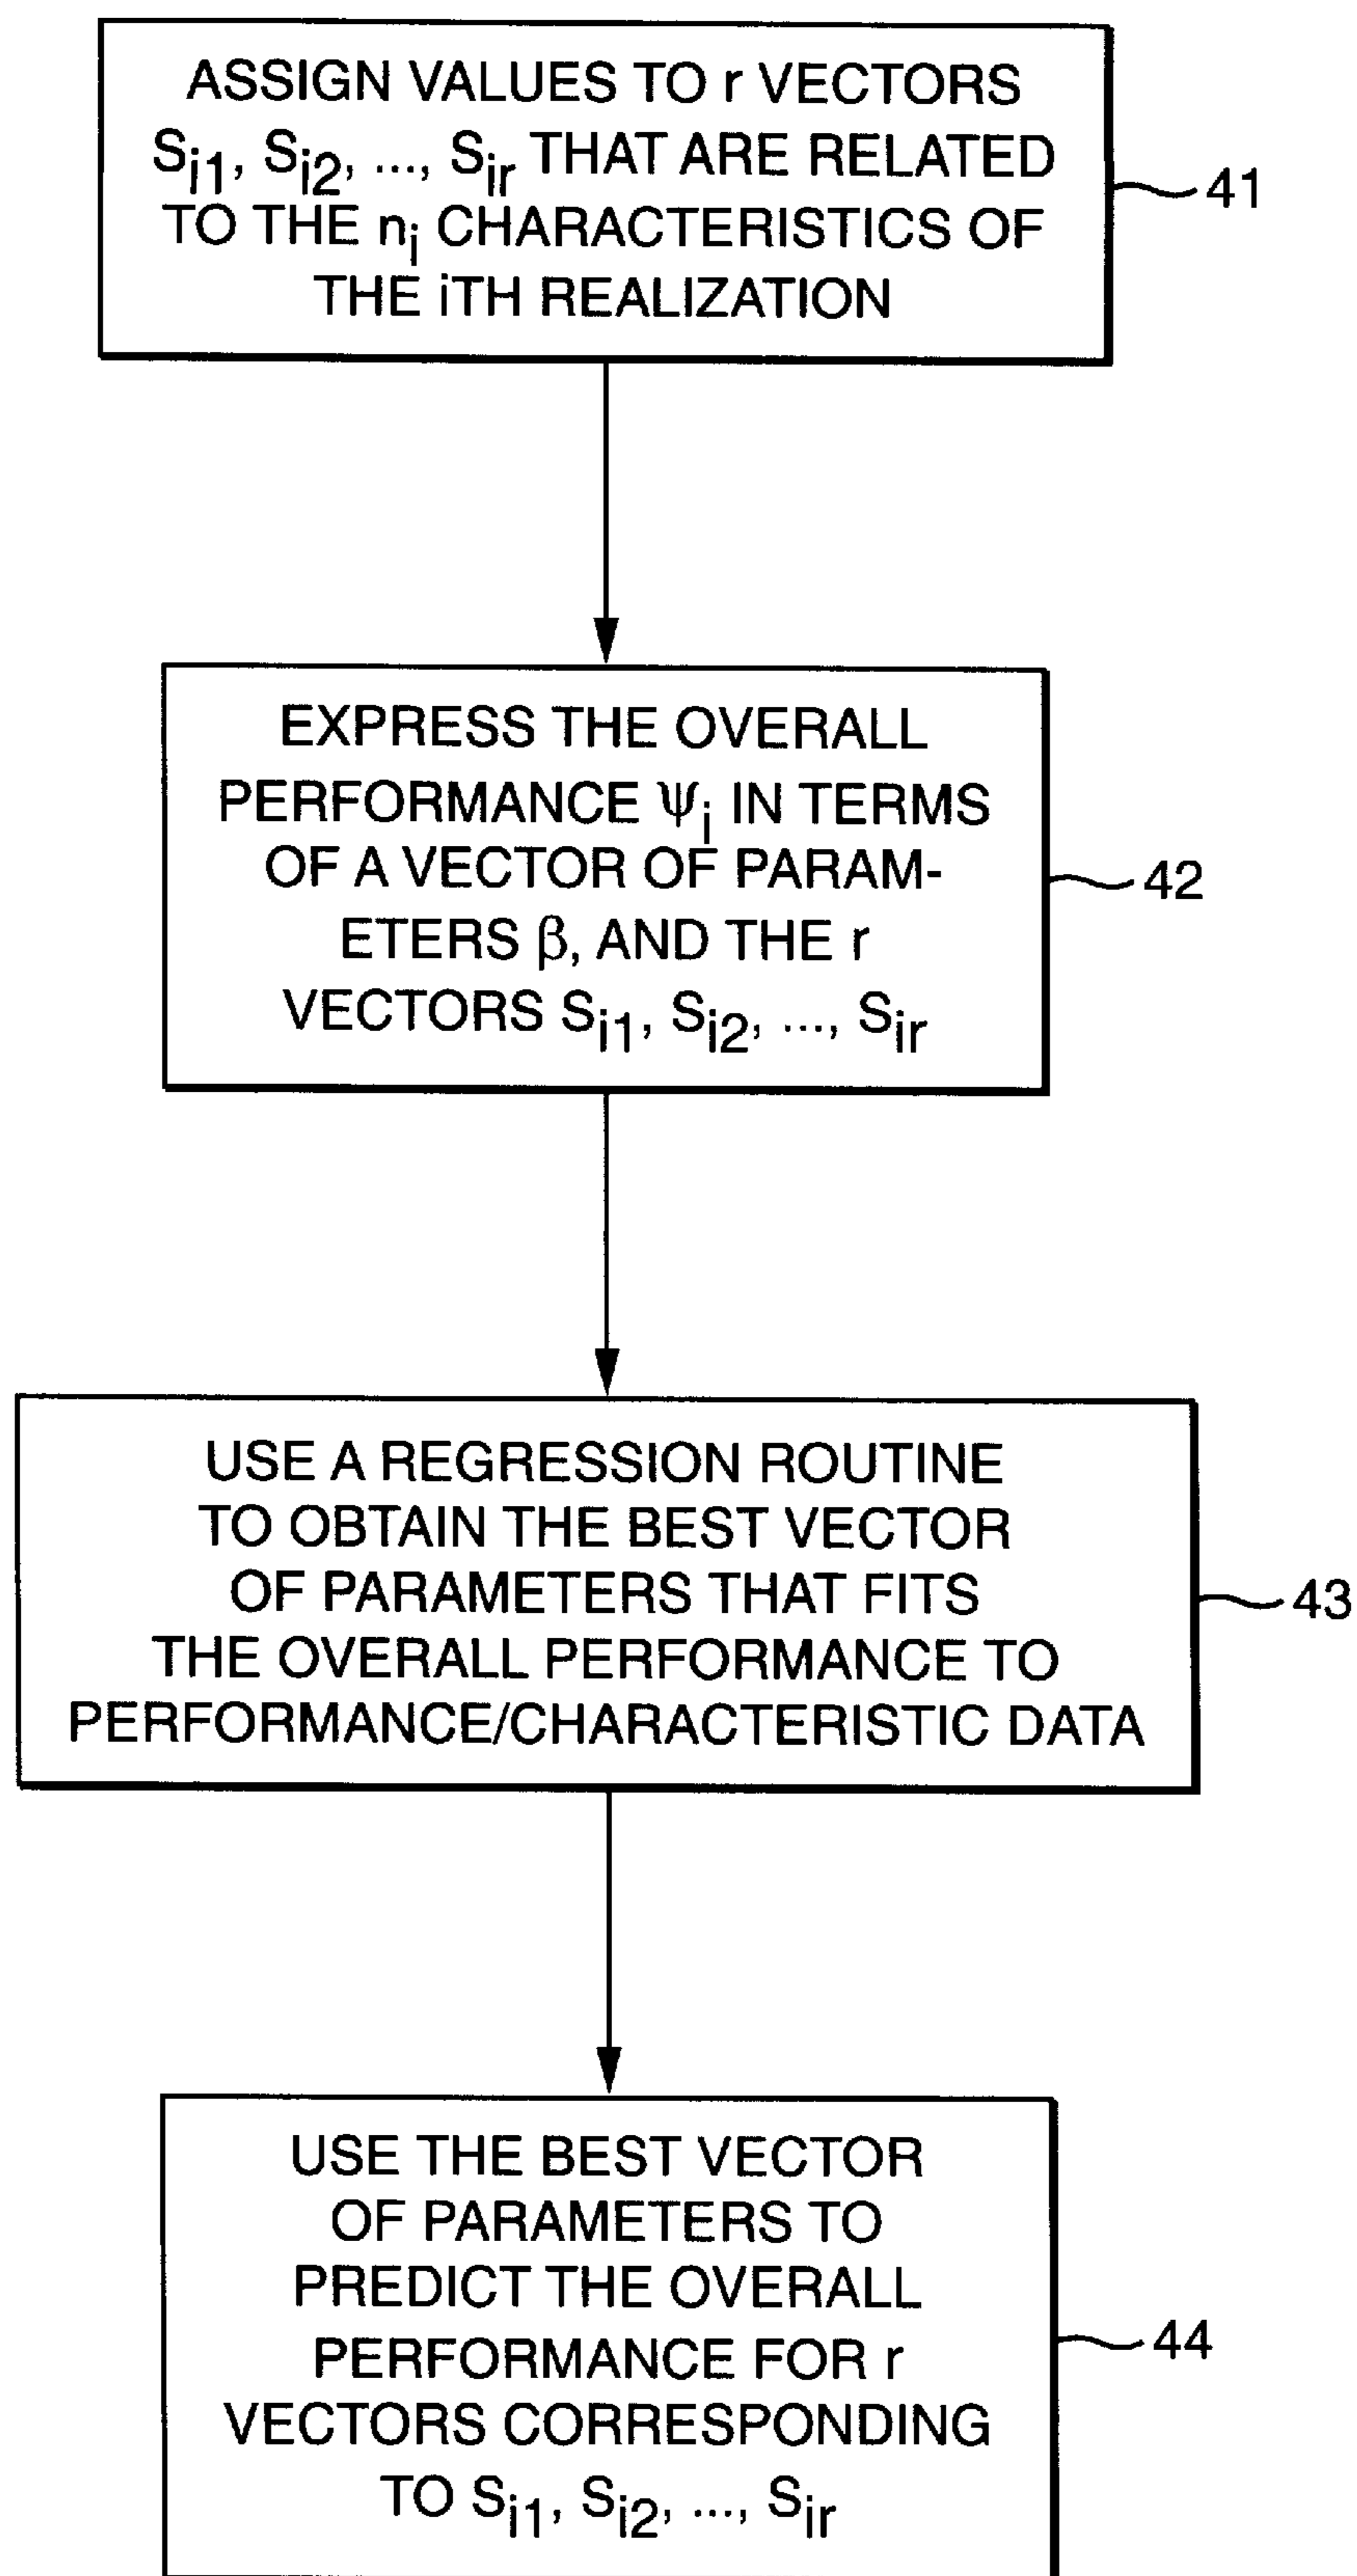 ASSIGN VALUES TO r VECTORS
Si1, Si2, ..., Sir THAT ARE RELATED
TO THE ni CHARACTERISTICS OF
THE iTH REALIZATION
41
EXPRESS THE OVERALL
PERFORMANCE ψi IN TERMS
OF A VECTOR OF PARAM-
ETERS β, AND THE r
VECTORS Si1, Si2, ..., Sir
42
USE A REGRESSION ROUTINE
TO OBTAIN THE BEST VECTOR
OF PARAMETERS THAT FITS
THE OVERALL PERFORMANCE TO
PERFORMANCE/CHARACTERISTIC DATA
43
USE THE BEST VECTOR
OF PARAMETERS TO
PREDICT THE OVERALL
PERFORMANCE FOR r
VECTORS CORRESPONDING
TO Si1, Si2, ..., Sir
44